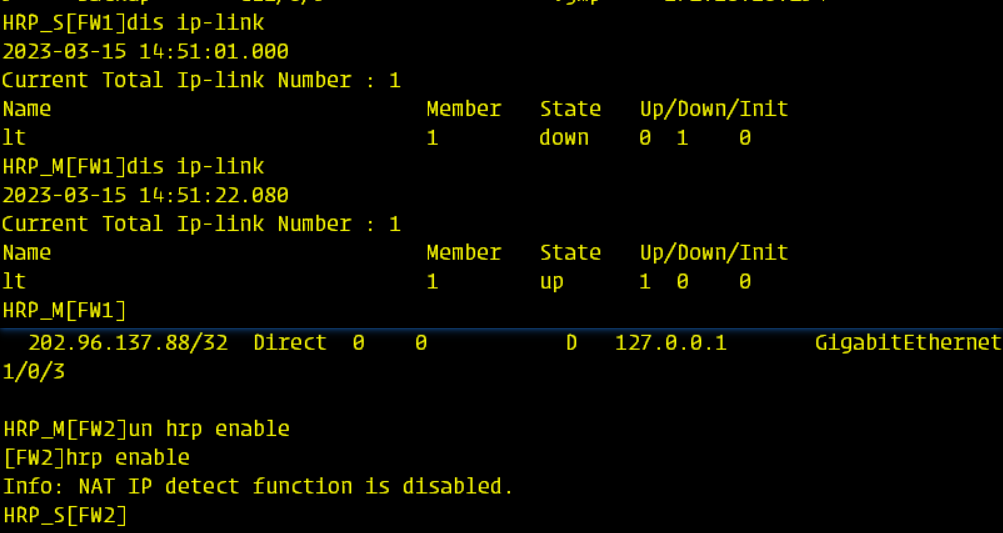 HRP_S[FW1]dis ip-link
2023-03-15 14:51:01.000
Current Total Ip-link Number : 1
Name Member State Up/Down/Init
lt 1 down 0 1 0
HRP_M[FW1]dis ip-link
2023-03-15 14:51:22.080
Current Total Ip-link Number : 1
Name Member State Up/Down/Init
lt 1 up 1 0 0
HRP_M[FW1]
202.96.137.88/32 Direct 0 0 D 127.0.0.1 GigabitEthernet
1/0/3
HRP_M[FW2]un hrp enable
[FW2]hrp enable
Info: NAT IP detect function is disabled.
HRP_S[FW2]